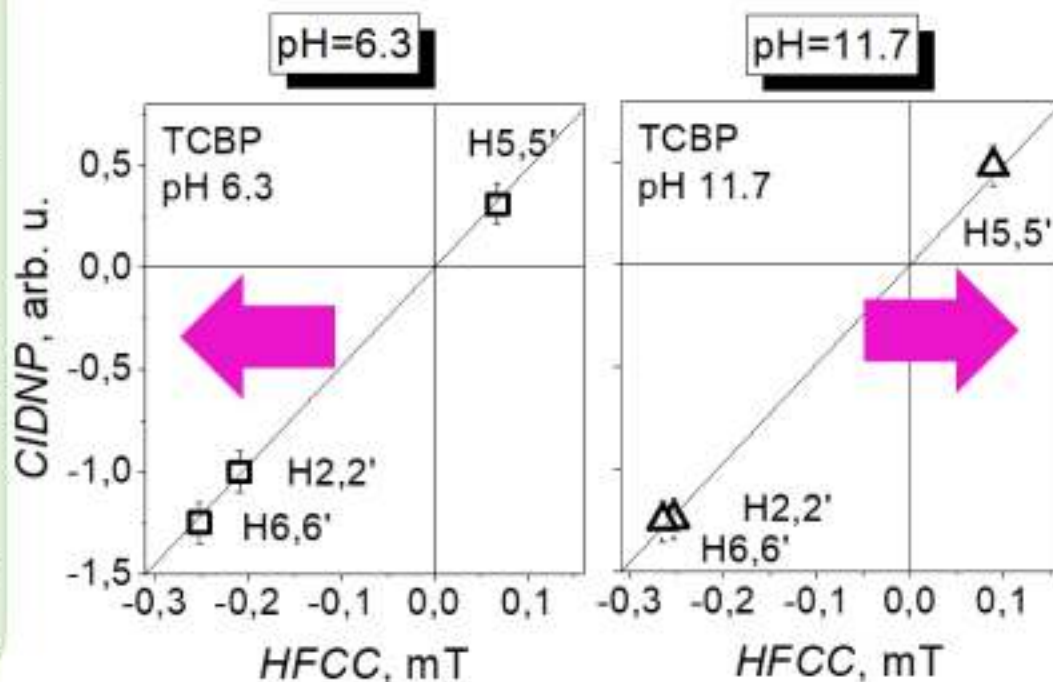 pH=6.3
pH=11.7
TCBP
pH 6.3
H5,5'
H2,2'
H6,6'
TCBP
pH 11.7
H5,5'
H2,2'
H6,6'
CIDNP, arb. u.
0,5
0,0
-0,5
-1,0
-1,5
-0,3 -0,2 -0,1 0,0 0,1
-0,3 -0,2 -0,1 0,0 0,1
HFCC, mT
HFCC, mT